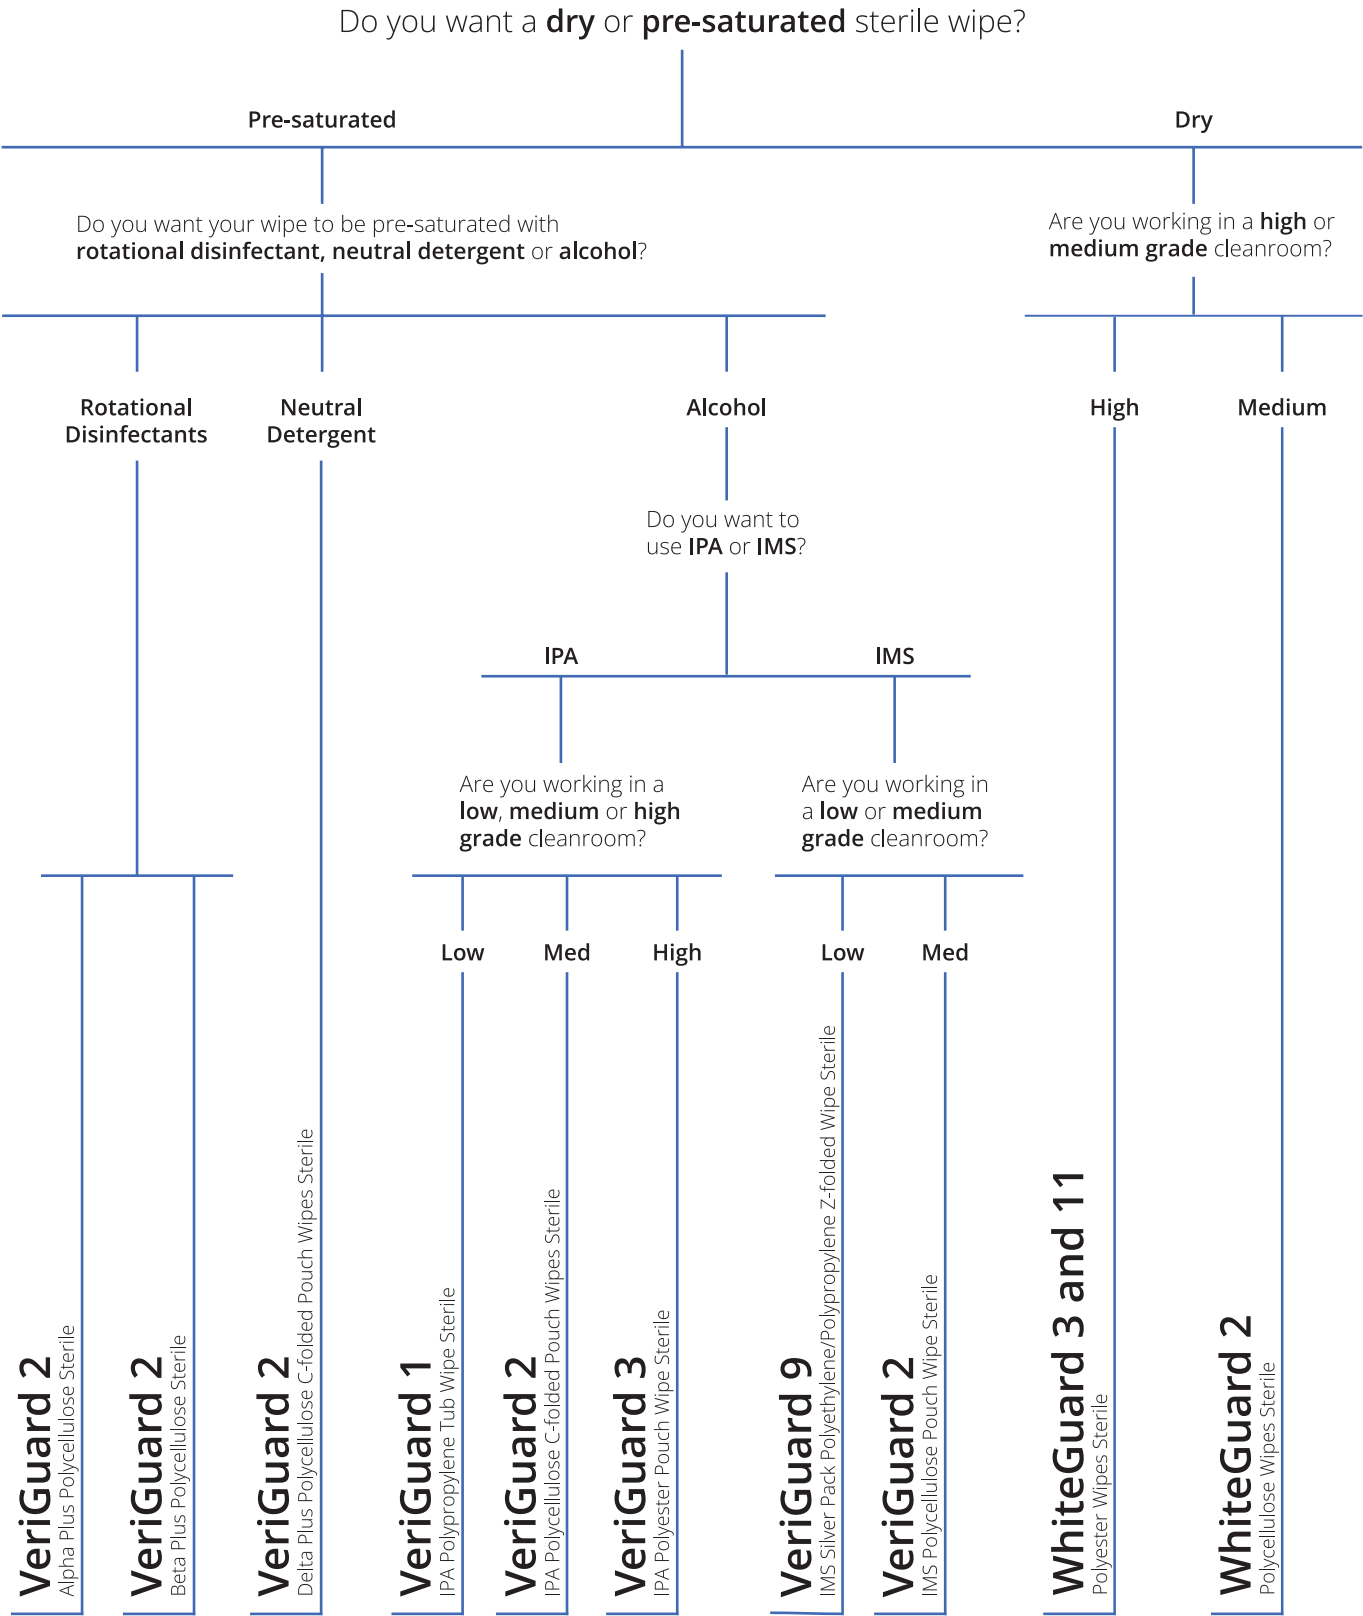 Do you want a dry or pre-saturated sterile wipe?
Pre-saturated
Dry
Do you want your wipe to be pre-saturated with
rotational disinfectant, neutral detergent or alcohol?
Are you working in a high or
medium grade cleanroom?
Rotational
Disinfectants
Neutral
Detergent
Alcohol
High
Medium
Do you want to
use IPA or IMS?
IPA
IMS
Are you working in a
low, medium or high
grade cleanroom?
Are you working in
a low or medium
grade cleanroom?
Low
Med
High
Low
Med
VeriGuard 2
Alpha Plus Polycellulose Sterile
VeriGuard 2
Beta Plus Polycellulose Sterile
VeriGuard 2
Delta Plus Polycellulose C-folded Pouch Wipes Sterile
VeriGuard 1
IPA Polypropylene Tub Wipe Sterile
VeriGuard 2
IPA Polycellulose C-folded Pouch Wipes Sterile
VeriGuard 3
IPA Polyester Pouch Wipe Sterile
VeriGuard 9
IMS Silver Pack Polyethylene/Polypropylene Z-folded Wipe Sterile
VeriGuard 2
IMS Polycellulose Pouch Wipe Sterile
WhiteGuard 3 and 11
Polyester Wipes Sterile
WhiteGuard 2
Polycellulose Wipes Sterile